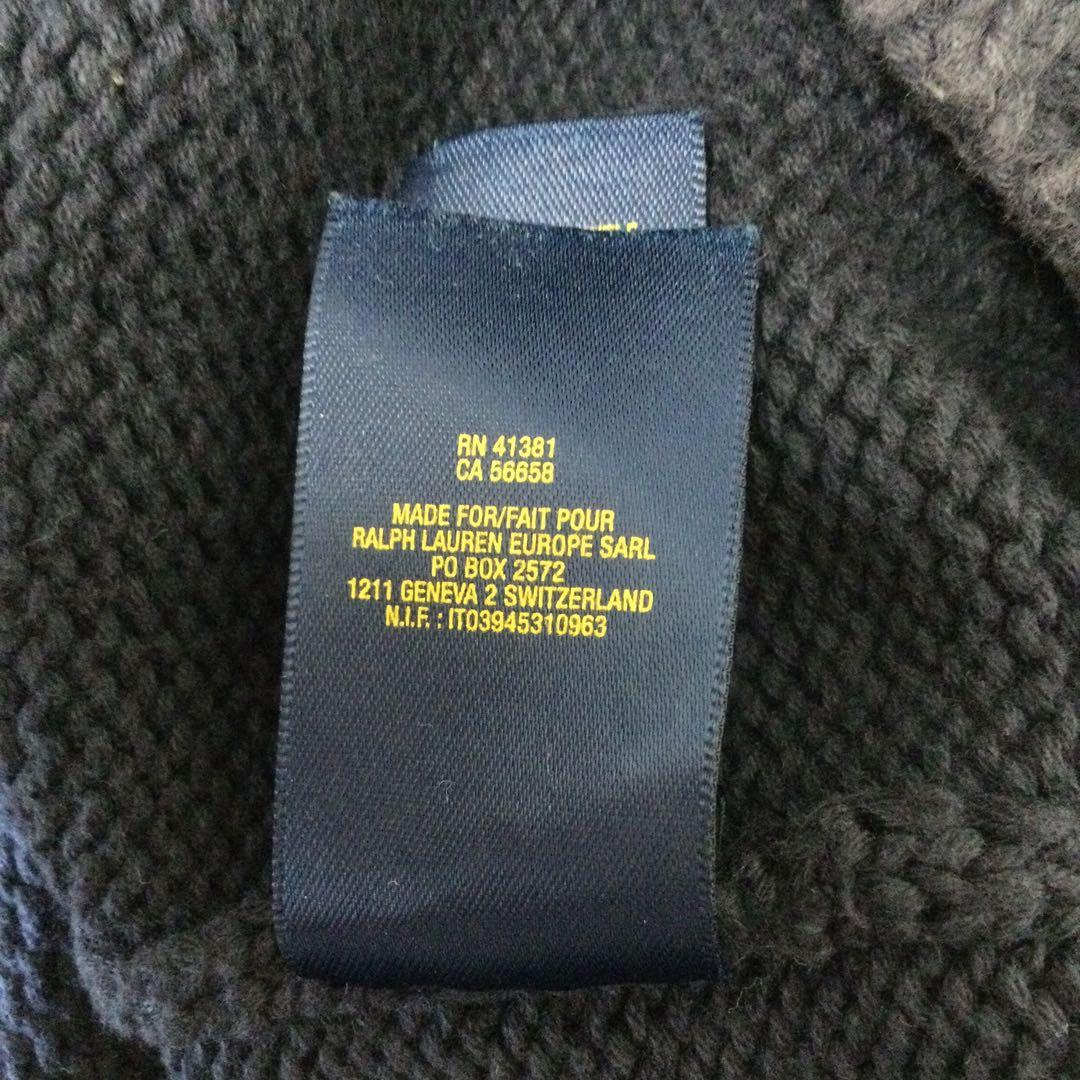 RN 41381
CA 56658
MADE FOR/FAIT POUR
RALPH LAUREN EUROPE SARL
PO BOX 2572
1211 GENEVA 2 SWITZERLAND
N.I.F. : IT03945310963